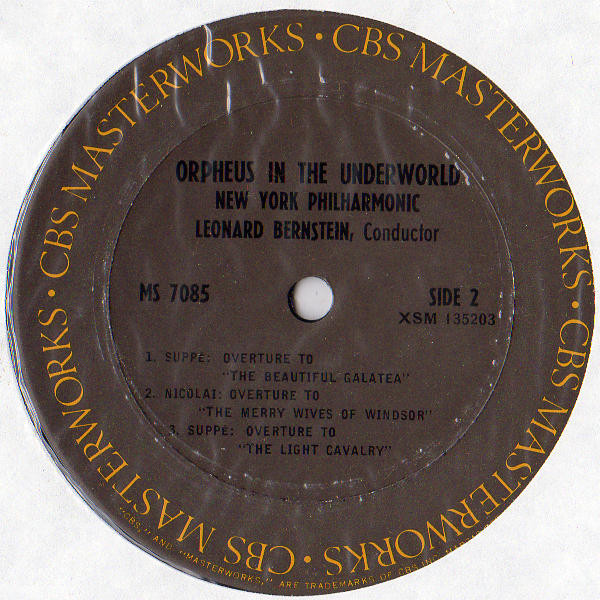 CBS MASTERWORKS • CBS MASTERWORKS • CBS MASTERWORKS • CBS MASTERWORKS •
ORPHEUS IN THE UNDERWORLD
NEW YORK PHILHARMONIC
LEONARD BERNSTEIN, Conductor
MS 7085
SIDE 2
XSM 135203
1. SUPPÉ: OVERTURE TO
"THE BEAUTIFUL GALATEA"
2. NICOLAI: OVERTURE TO
"THE MERRY WIVES OF WINDSOR"
3. SUPPÉ: OVERTURE TO
"THE LIGHT CAVALRY"
"CBS," AND "MASTERWORKS," ARE TRADEMARKS OF CBS INC.